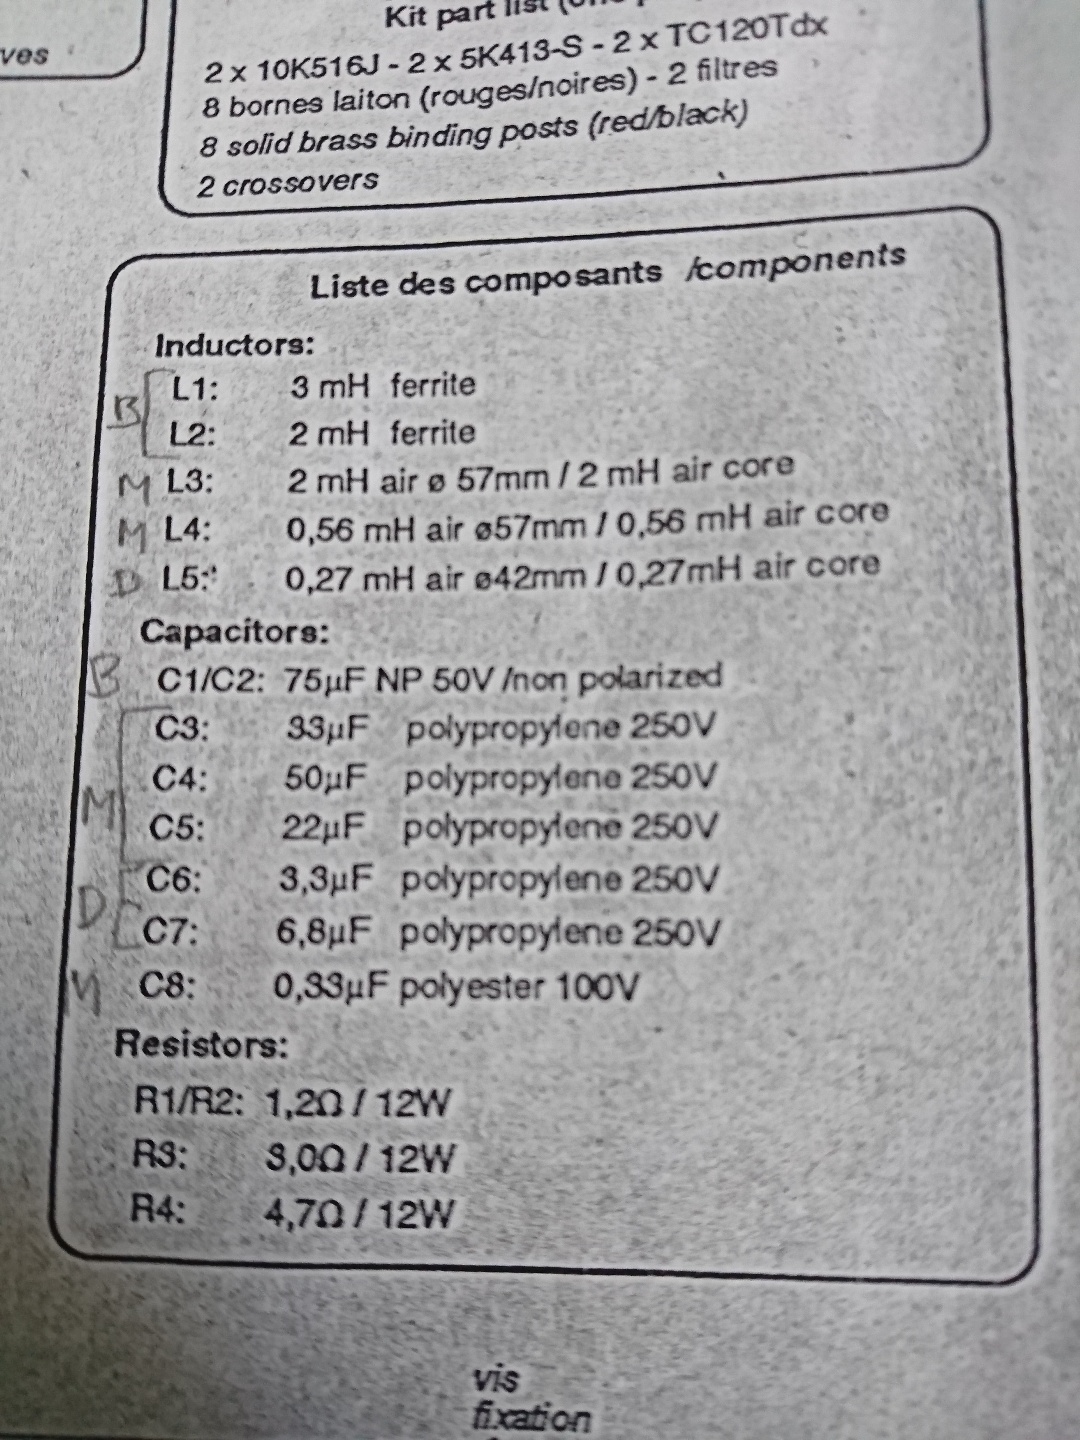 Kit part list
ves
2 x 10K516J - 2 x 5K413-S - 2 x TC120Tdx
8 bornes laiton (rouges/noires) - 2 filtres
8 solid brass binding posts (red/black)
2 crossovers
Liste des composants /components
Inductors:
L1: 3 mH ferrite
B
L2: 2 mH ferrite
M L3: 2 mH air ø 57mm / 2 mH air core
M L4: 0,56 mH air ø57mm / 0,56 mH air core
D L5: 0,27 mH air ø42mm / 0,27mH air core
Capacitors:
B C1/C2: 75µF NP 50V /non polarized
C3: 33µF polypropylene 250V
C4: 50µF polypropylene 250V
M
C5: 22µF polypropylene 250V
C6: 3,3µF polypropylene 250V
D
C7: 6,8µF polypropylene 250V
M C8: 0,33µF polyester 100V
Resistors:
R1/R2: 1,2Ω / 12W
R3: 3,0Ω / 12W
R4: 4,7Ω / 12W
vis
fixation